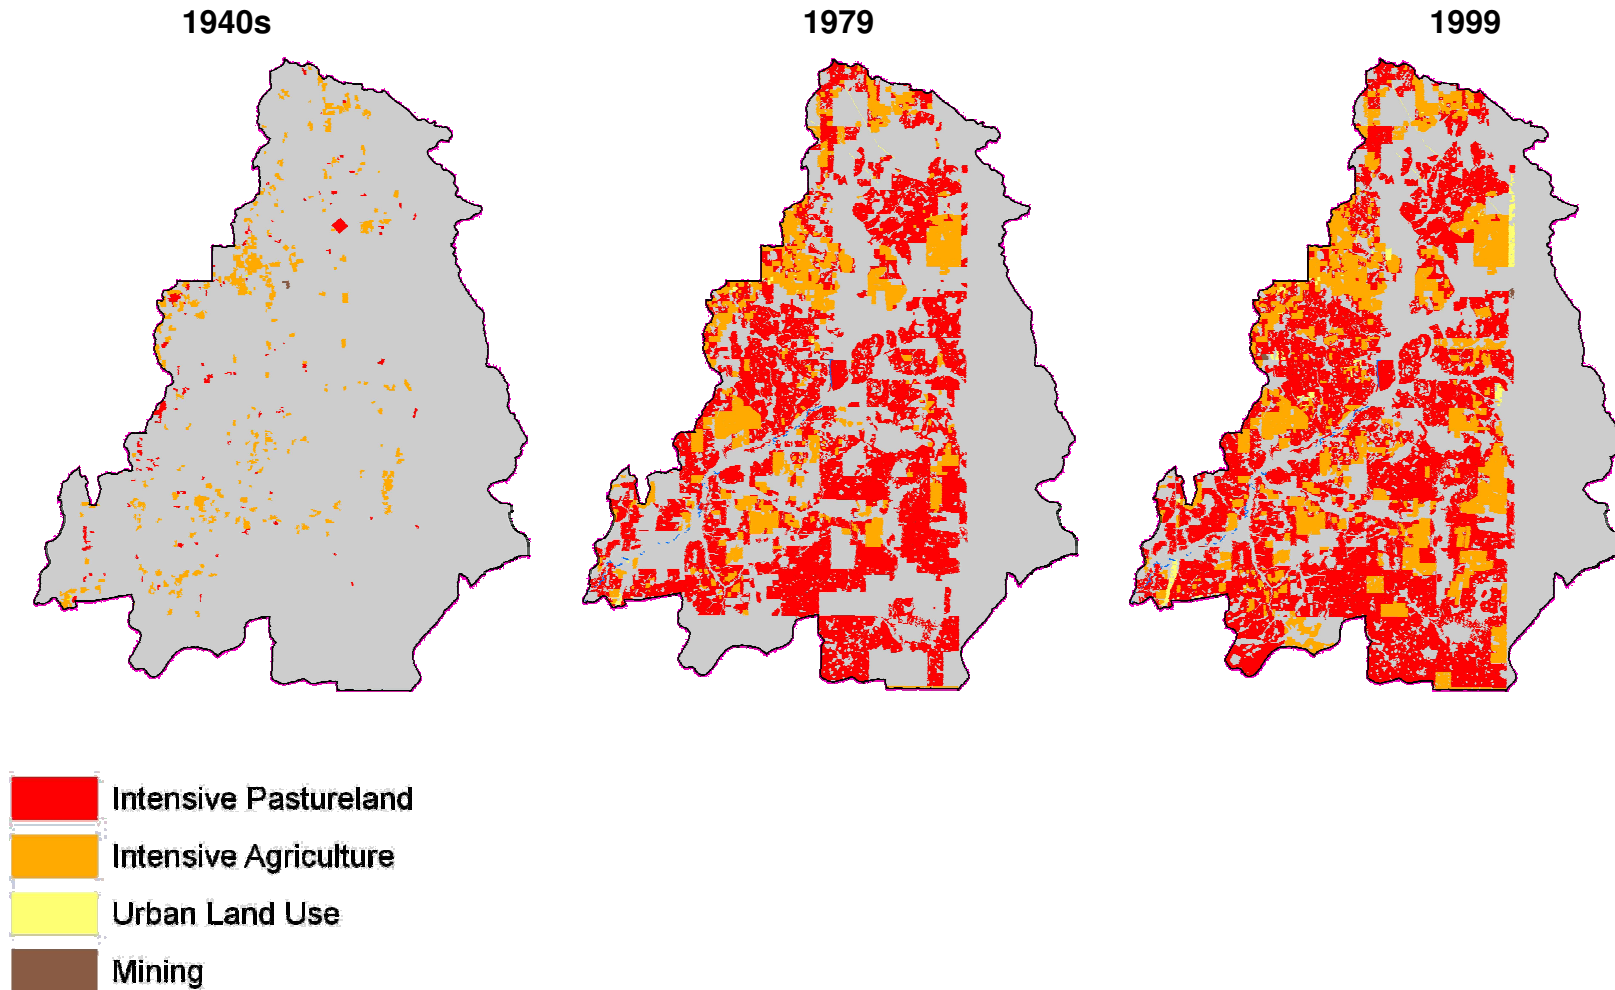 1940s
1979
1999
Intensive Pastureland
Intensive Agriculture
Urban Land Use
Mining